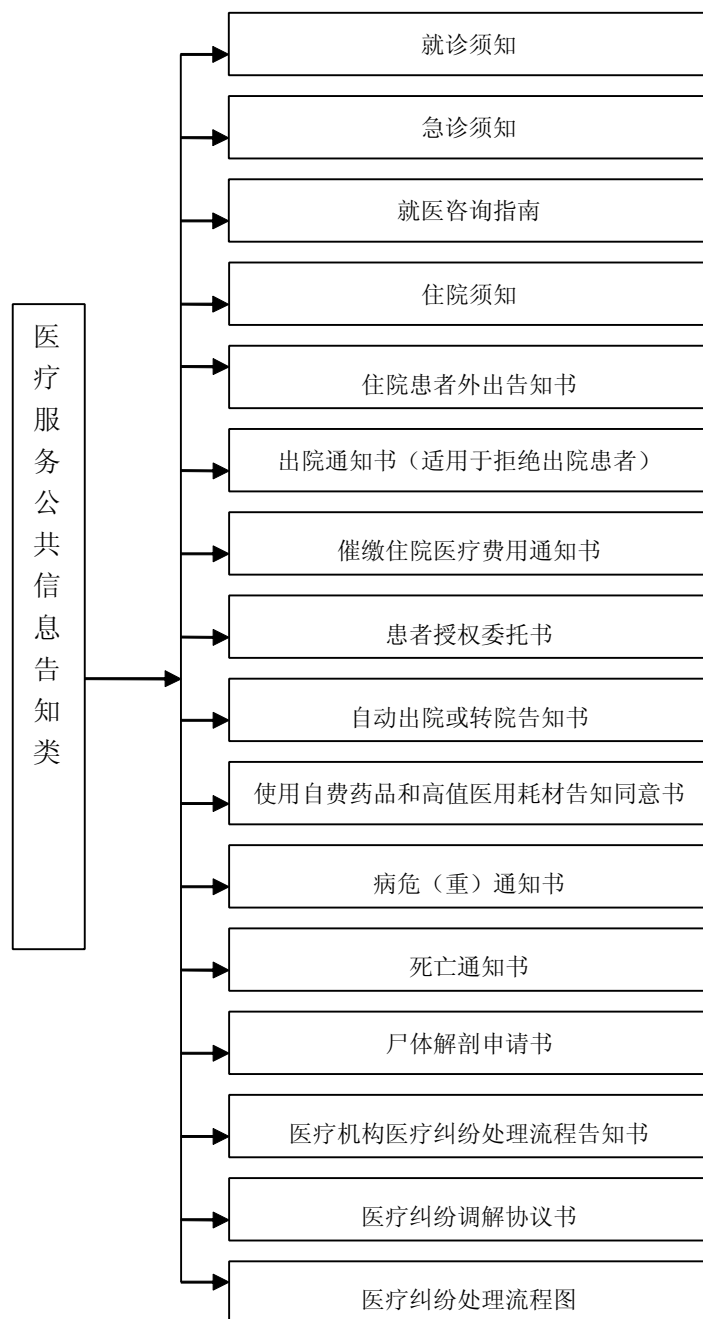 医疗服务公共信息告知类
就诊须知
急诊须知
就医咨询指南
住院须知
住院患者外出告知书
出院通知书（适用于拒绝出院患者）
催缴住院医疗费用通知书
患者授权委托书
自动出院或转院告知书
使用自费药品和高值医用耗材告知同意书
病危（重）通知书
死亡通知书
尸体解剖申请书
医疗机构医疗纠纷处理流程告知书
医疗纠纷调解协议书
医疗纠纷处理流程图